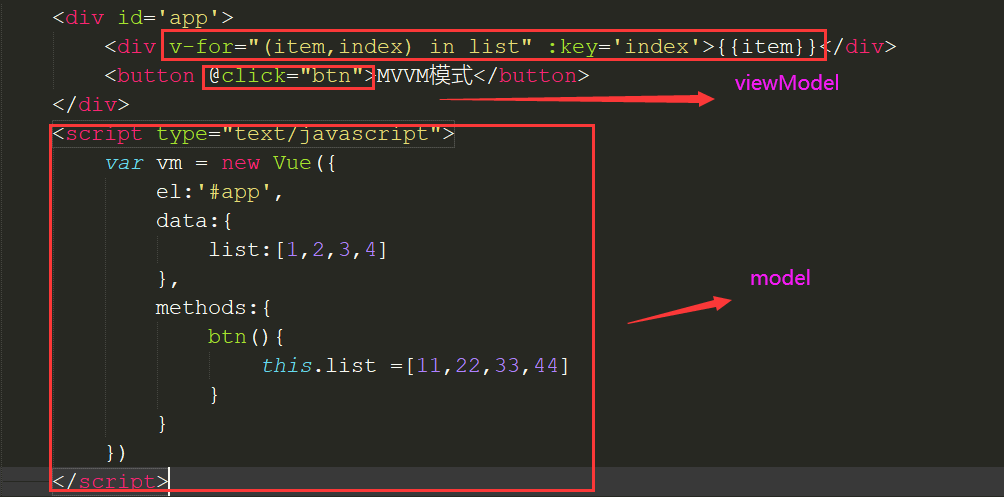 <div id='app'>
<div v-for="(item,index) in list" :key='index'>{{item}}</div>
<button @click="btn">MVVM模式</button>
viewModel
</div>
<script type="text/javascript">
var vm = new Vue({
el:'#app',
data:{
list:[1,2,3,4]
},
model
methods:{
btn(){
this.list =[11,22,33,44]
}
}
})
</script>